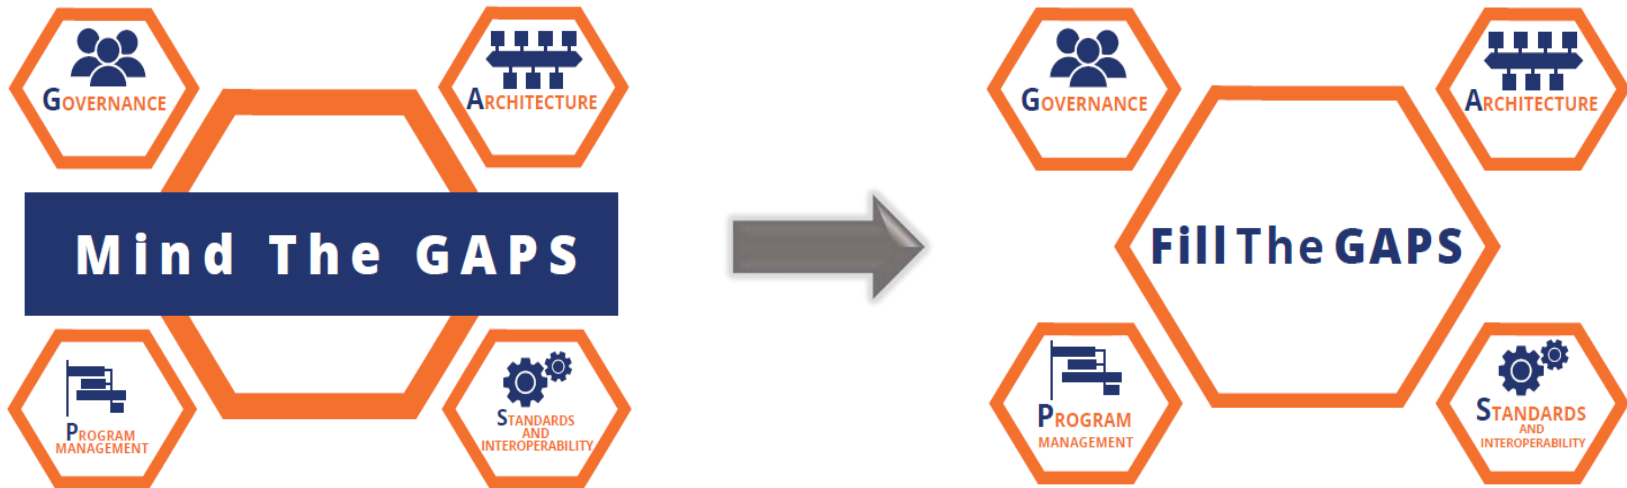 GOVERNANCE
ARCHITECTURE
Mind The GAPS
PROGRAM
MANAGEMENT
STANDARDS
AND
INTEROPERABILITY
GOVERNANCE
ARCHITECTURE
Fill The GAPS
PROGRAM
MANAGEMENT
STANDARDS
AND
INTEROPERABILITY